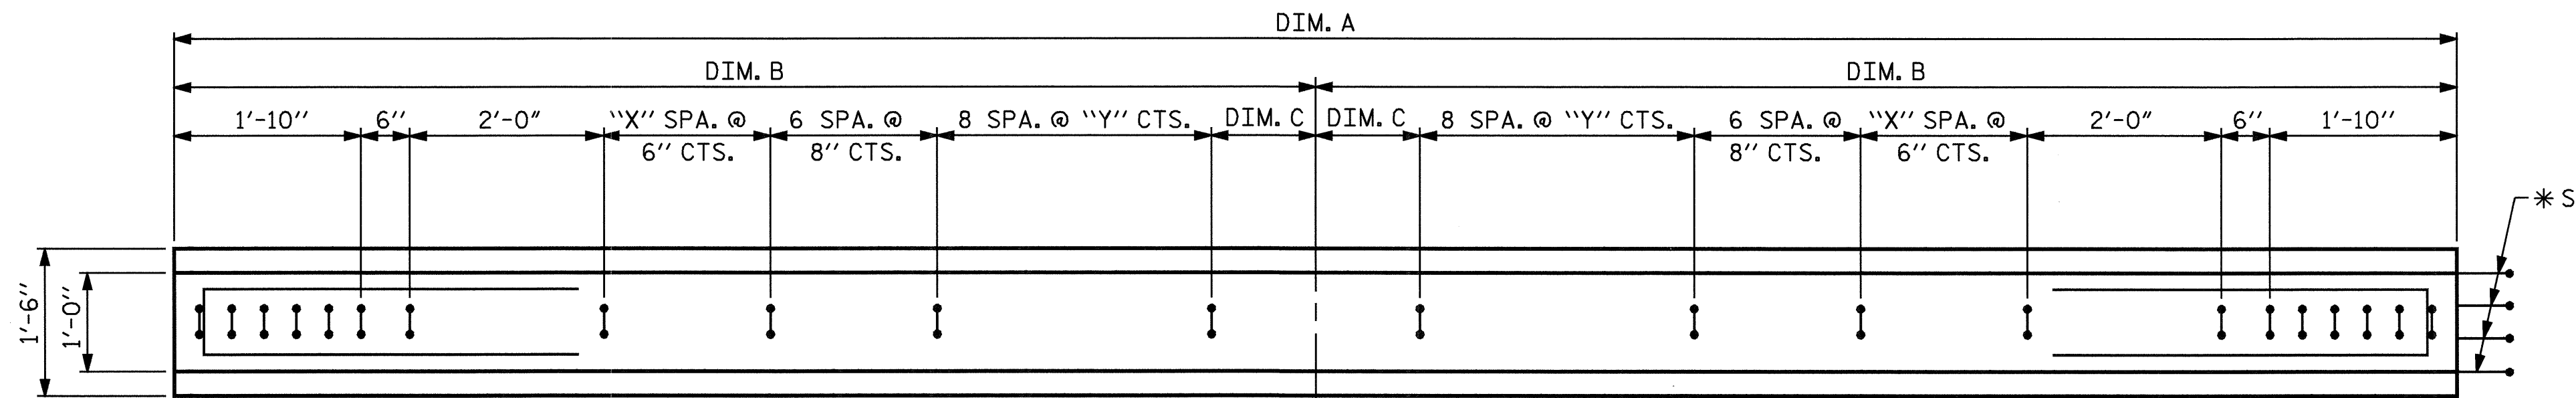 DIM. A
DIM. B DIM. B
1'-10" 6" 2'-0" "X" SPA. @ 6 SPA. @ 8 SPA. @ "Y" CTS. DIM. C DIM. C 8 SPA. @ "Y" CTS. 6 SPA. @ "X" SPA. @ 2'-0" 6" 1'-10"
6" CTS. 8" CTS. 8" CTS. 6" CTS.
* S
1'-6"
1'-0"